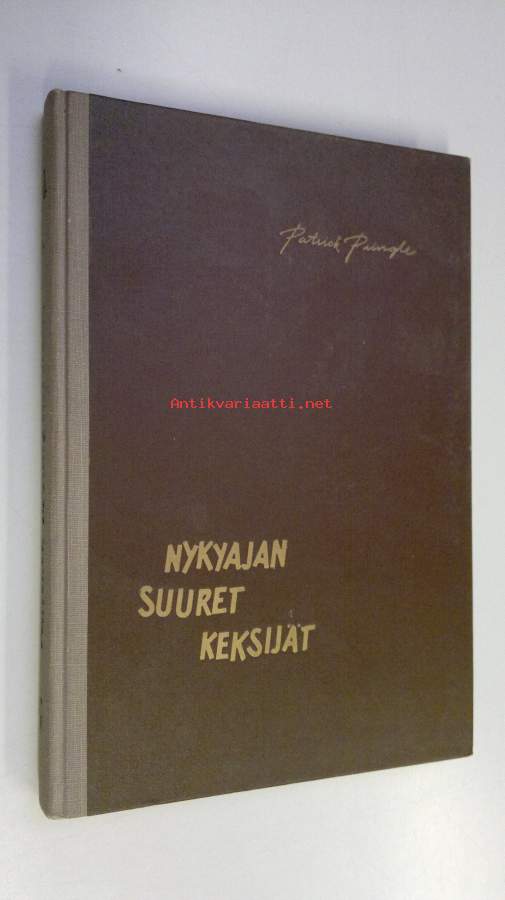 Patrick Pringle
Antikvariaatti.net
NYKYAJAN
SUURET
KEKSIJÄT